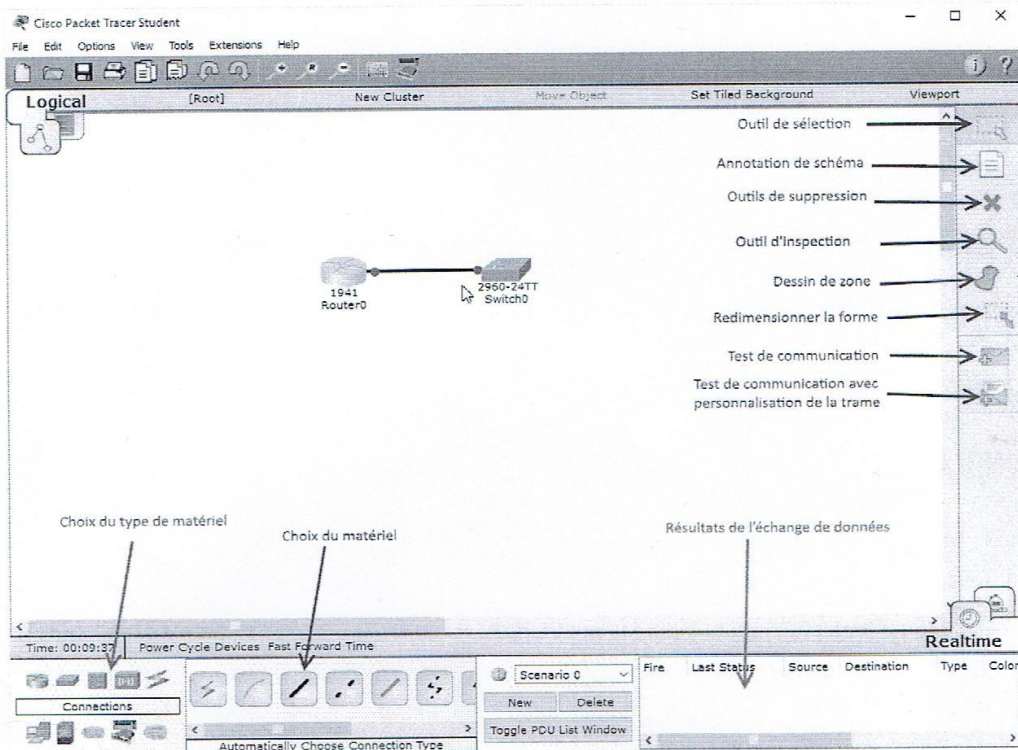 Cisco Packet Tracer Student
File Edit Options View Tools Extensions Help
Logical [Root] New Cluster Move Object Set Tiled Background Viewport
Outil de sélection
Annotation de schéma
Outils de suppression
Outil d'inspection
Dessin de zone
Redimensionner la forme
Test de communication
Test de communication avec
personnalisation de la trame
1941
Router0
2960-24TT
Switch0
Choix du type de matériel
Choix du matériel
Résultats de l'échange de données
Time: 00:09:37 Power Cycle Devices Fast Forward Time Realtime
Connections
Automatically Choose Connection Type
Scenario 0
New Delete
Toggle PDU List Window
Fire Last Status Source Destination Type Color